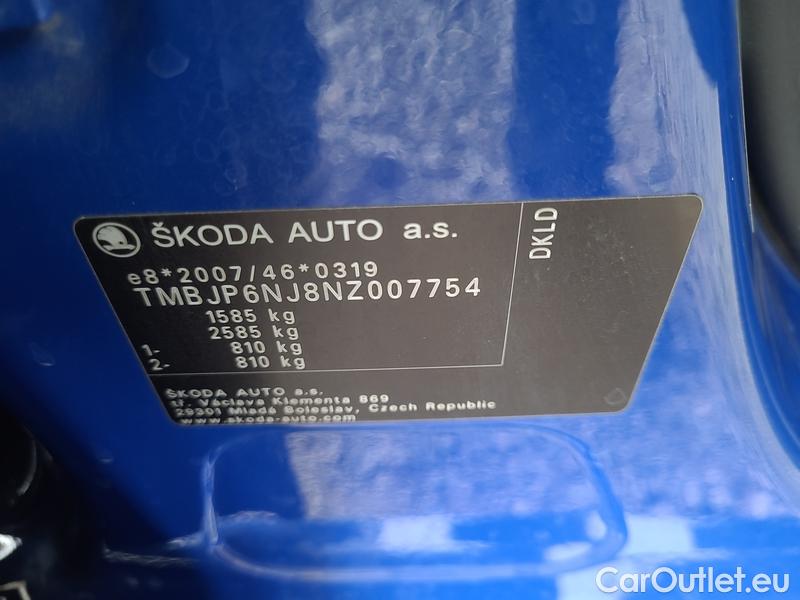 ŠKODA AUTO a.s.
DKLD
e8*2007/46*0319
TMBJP6NJ8NZ007754
1585 kg
2585 kg
1- 810 kg
2- 810 kg
ŠKODA AUTO a.s.
tř. Václava Klementa 869
29301 Mladá Boleslav, Czech Republic
www.skoda-auto.com
CarOutlet.eu